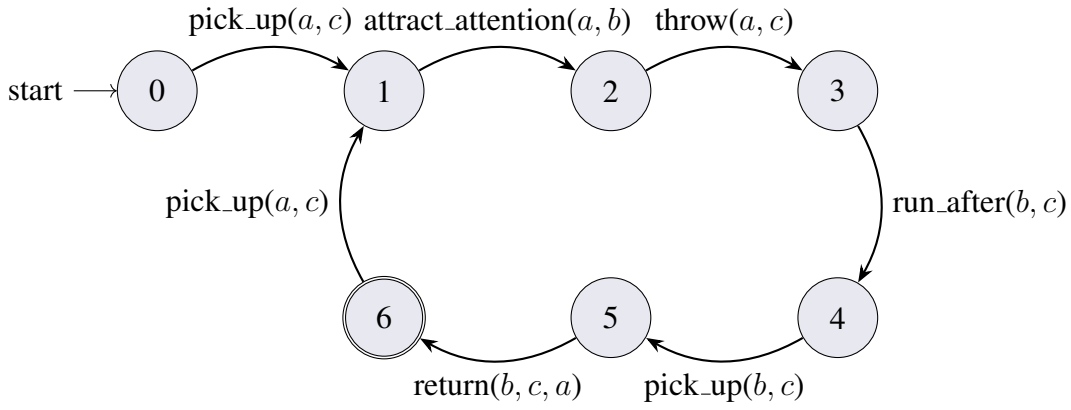 pick_up(a, c) attract_attention(a, b) throw(a, c)
start 0 1 2 3
pick_up(a, c) run_after(b, c)
6 5 4
return(b, c, a) pick_up(b, c)